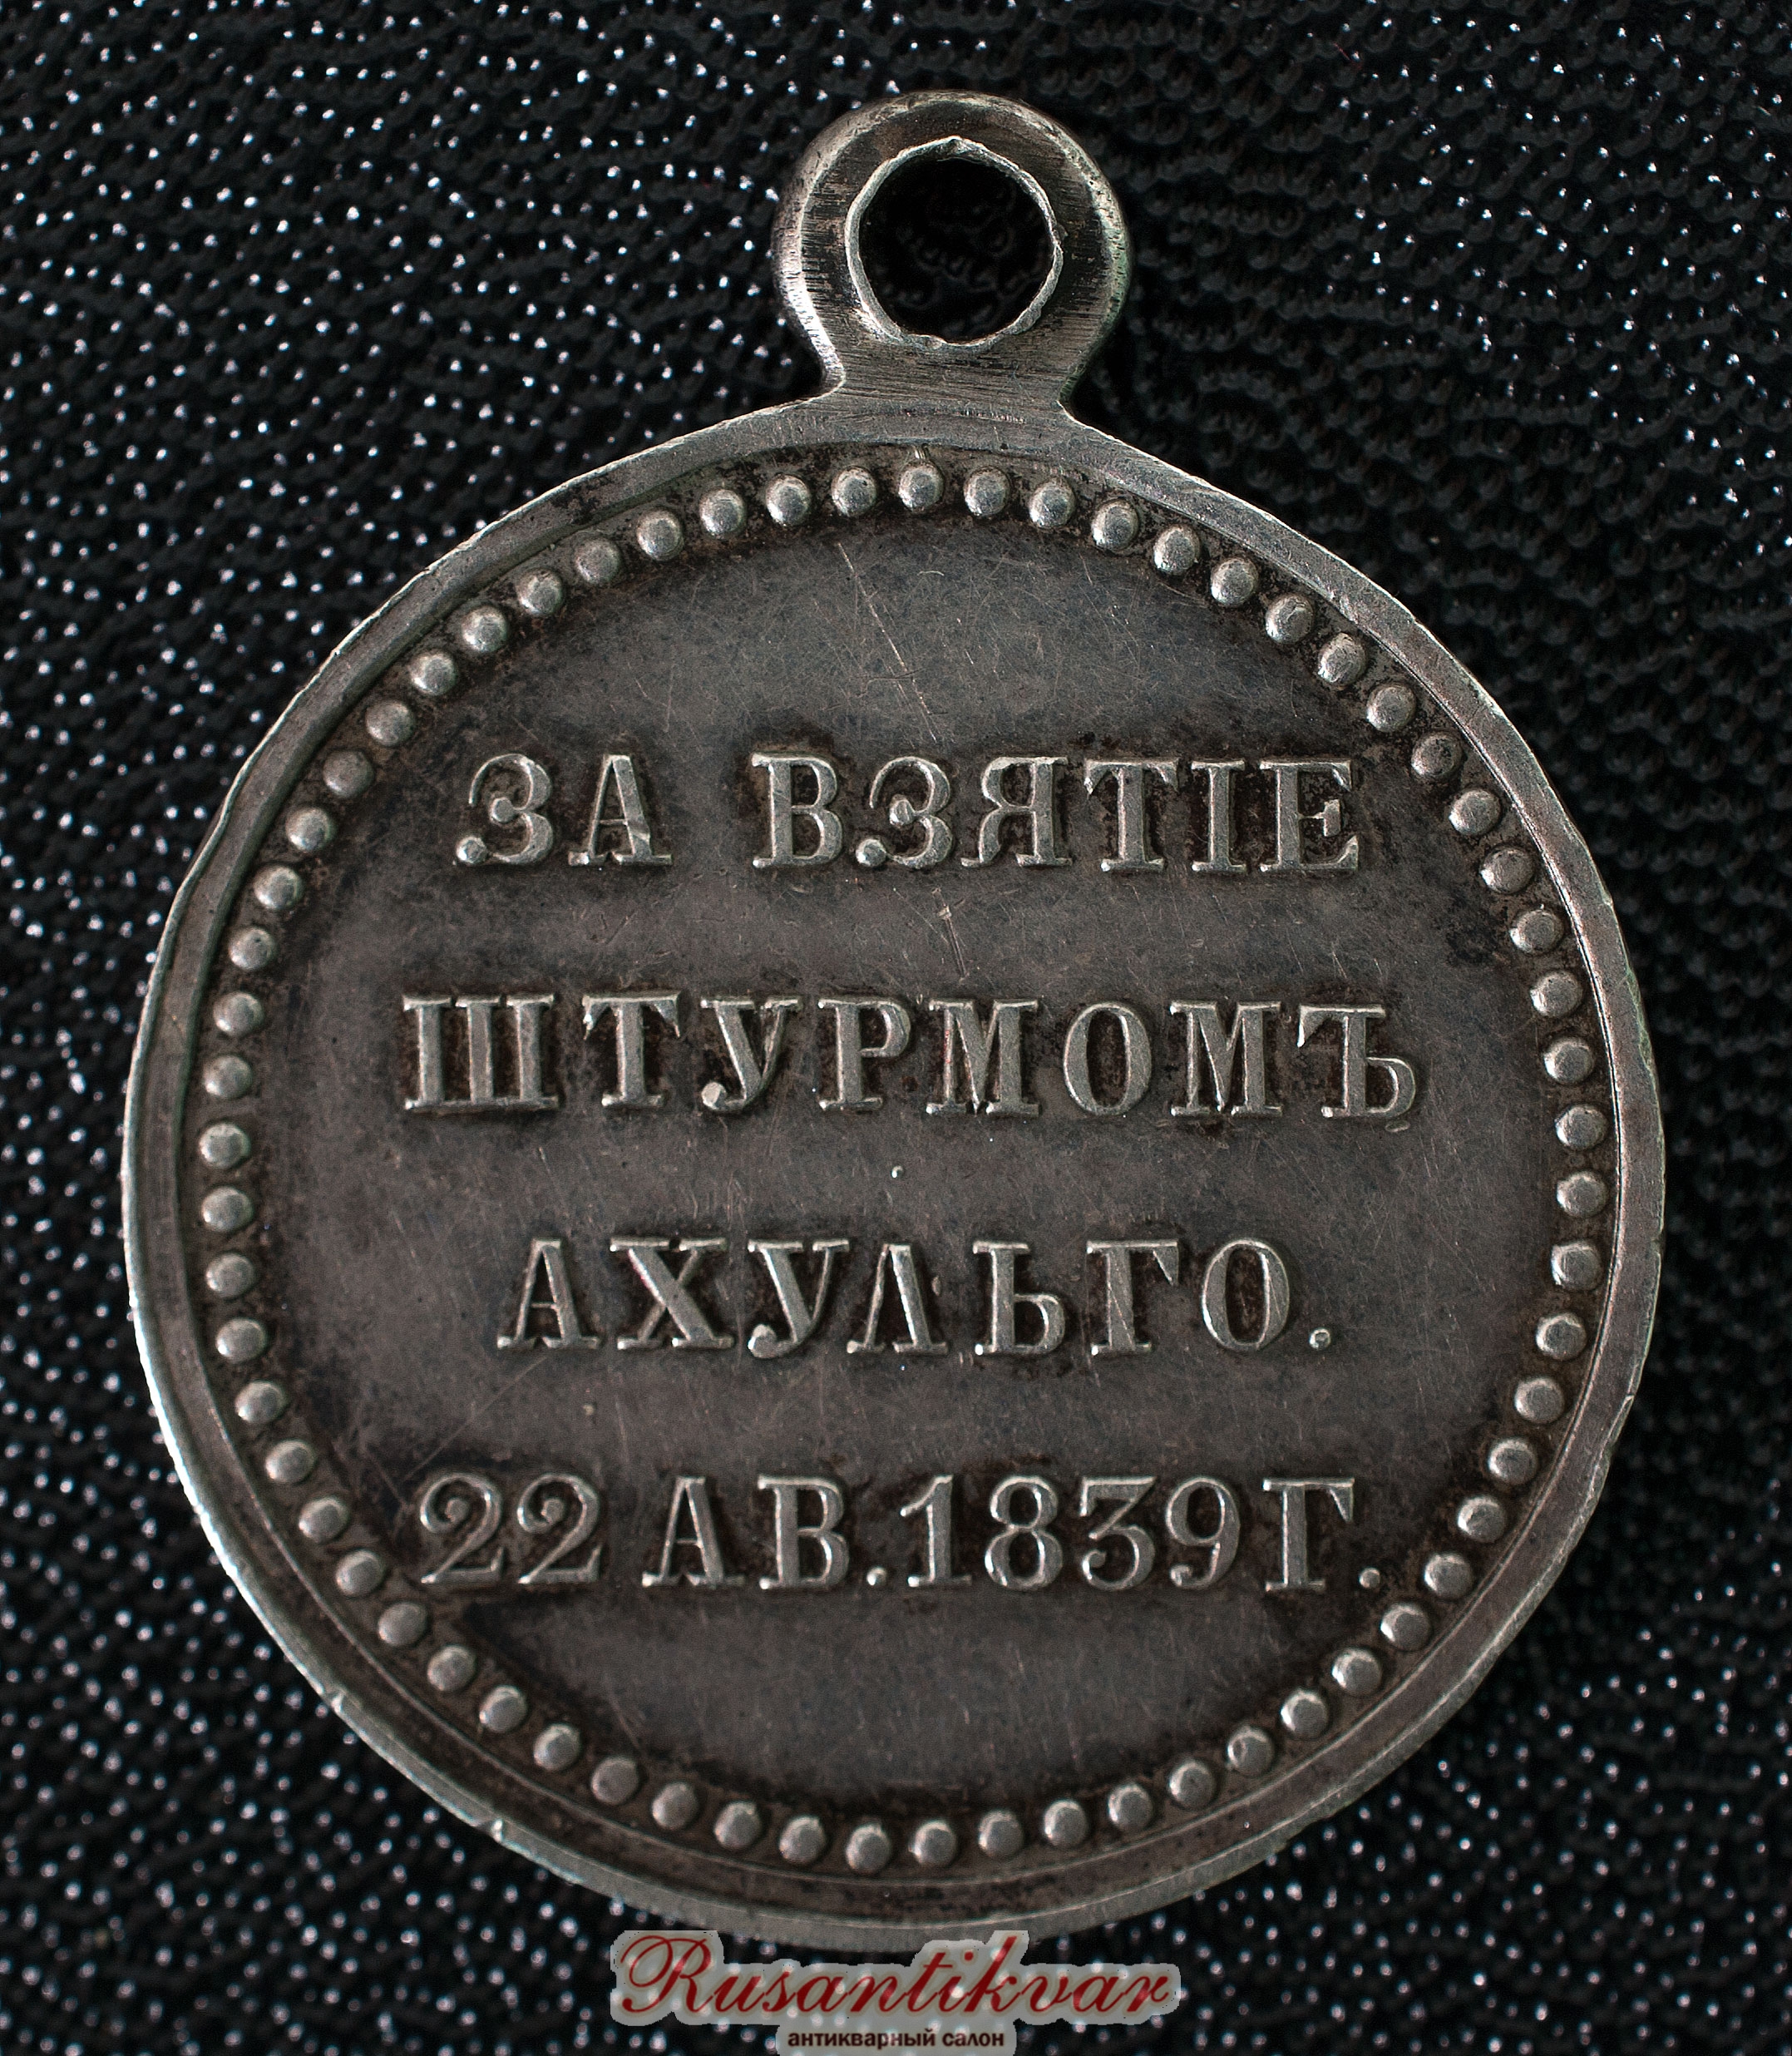 ЗА ВЗЯТІЕ
ШТУРМОМЪ
АХУЛЬГО.
22 АВ. 1839 Г.
Rusantikvar
антикварный салон